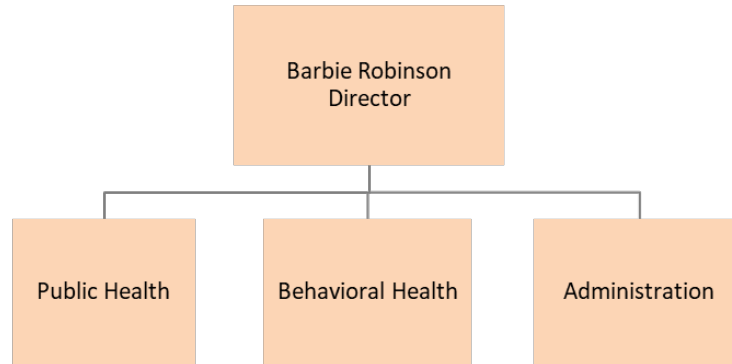 Barbie Robinson
Director
Public Health
Behavioral Health
Administration